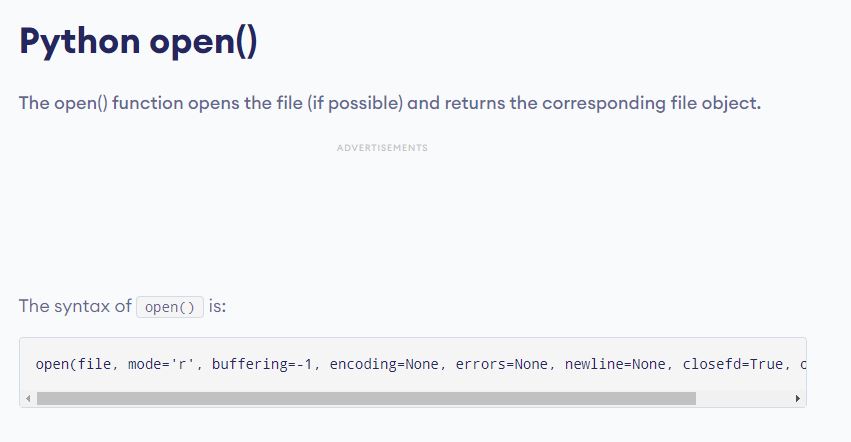 Python open()
The open() function opens the file (if possible) and returns the corresponding file object.
ADVERTISEMENTS
The syntax of open() is:
open(file, mode='r', buffering=-1, encoding=None, errors=None, newline=None, closefd=True,